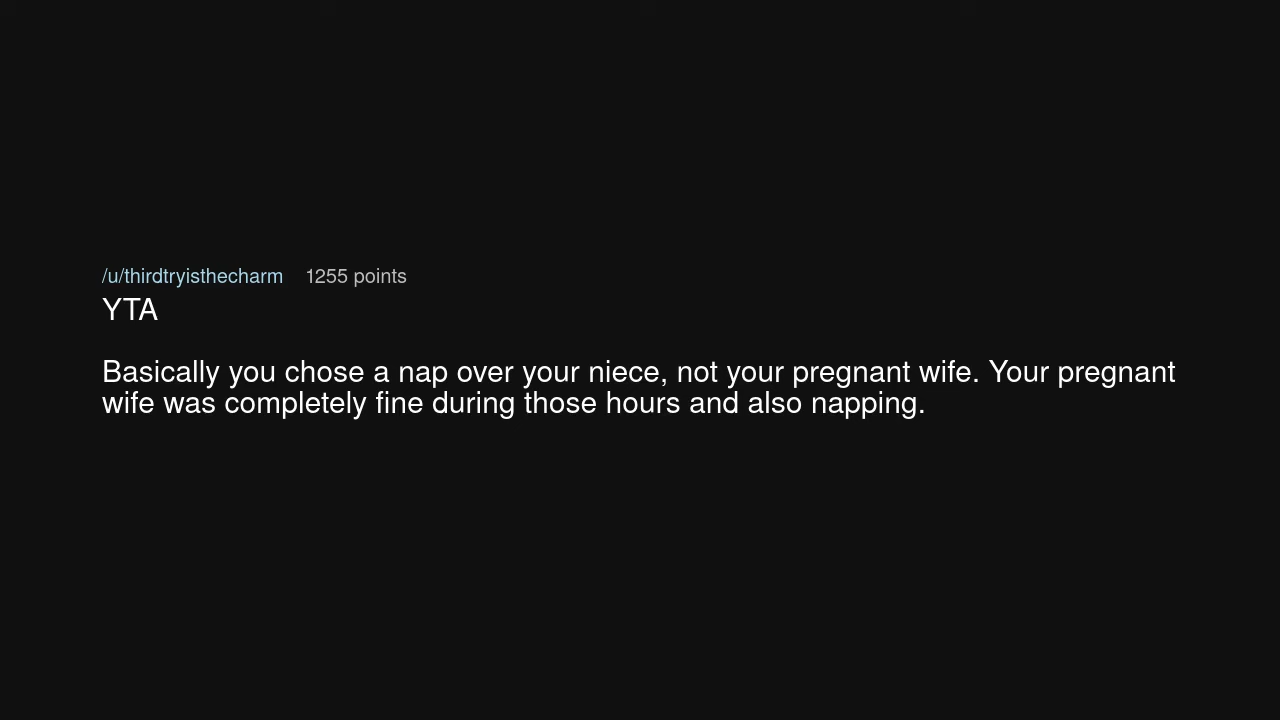 /u/thirdtryisthecharm 1255 points
YTA
Basically you chose a nap over your niece, not your pregnant wife. Your pregnant
wife was completely fine during those hours and also napping.